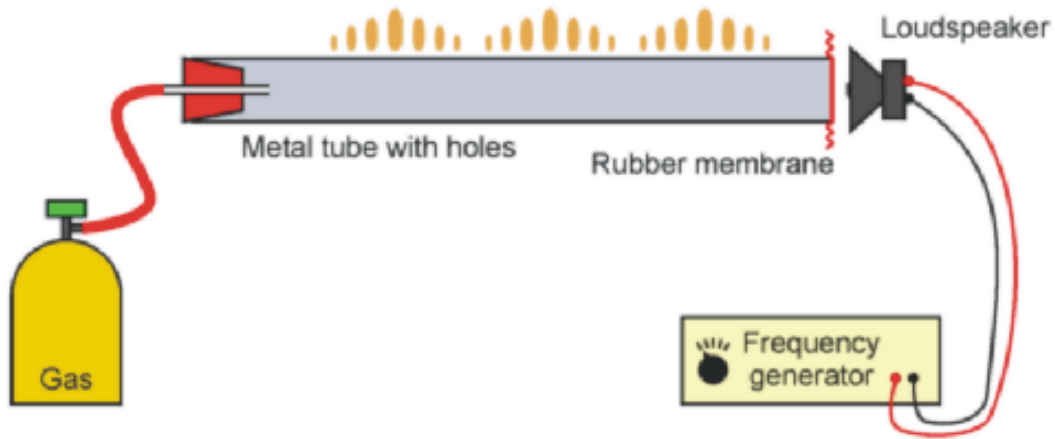 Loudspeaker
Metal tube with holes
Rubber membrane
Gas
Frequency
generator